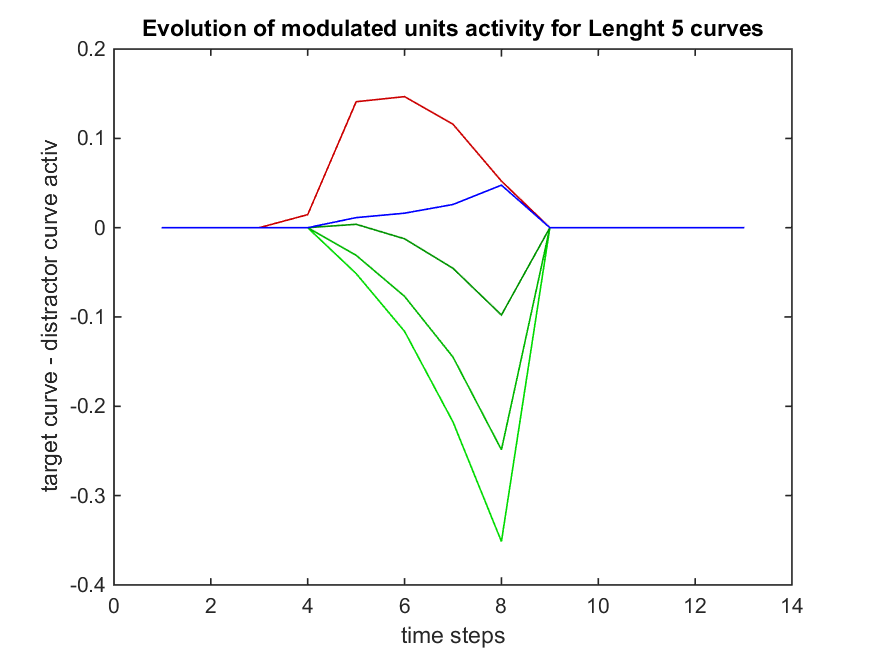 Evolution of modulated units activity for Lenght 5 curves
0.2
0.1
0
-0.1
-0.2
-0.3
-0.4
target curve - distractor curve activ
0 2 4 6 8 10 12 14
time steps